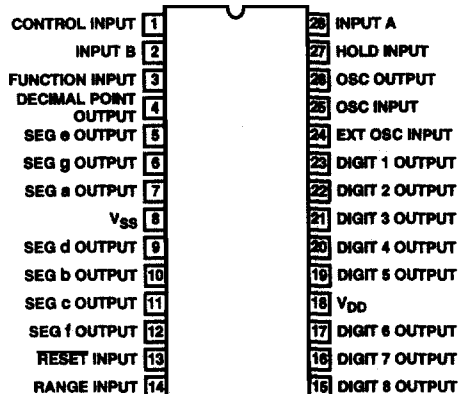 CONTROL INPUT 1
INPUT B 2
FUNCTION INPUT 3
DECIMAL POINT
OUTPUT 4
SEG e OUTPUT 5
SEG g OUTPUT 6
SEG a OUTPUT 7
VSS 8
SEG d OUTPUT 9
SEG b OUTPUT 10
SEG c OUTPUT 11
SEG f OUTPUT 12
RESET INPUT 13
RANGE INPUT 14
28 INPUT A
27 HOLD INPUT
26 OSC OUTPUT
25 OSC INPUT
24 EXT OSC INPUT
23 DIGIT 1 OUTPUT
22 DIGIT 2 OUTPUT
21 DIGIT 3 OUTPUT
20 DIGIT 4 OUTPUT
19 DIGIT 5 OUTPUT
18 VDD
17 DIGIT 6 OUTPUT
16 DIGIT 7 OUTPUT
15 DIGIT 8 OUTPUT